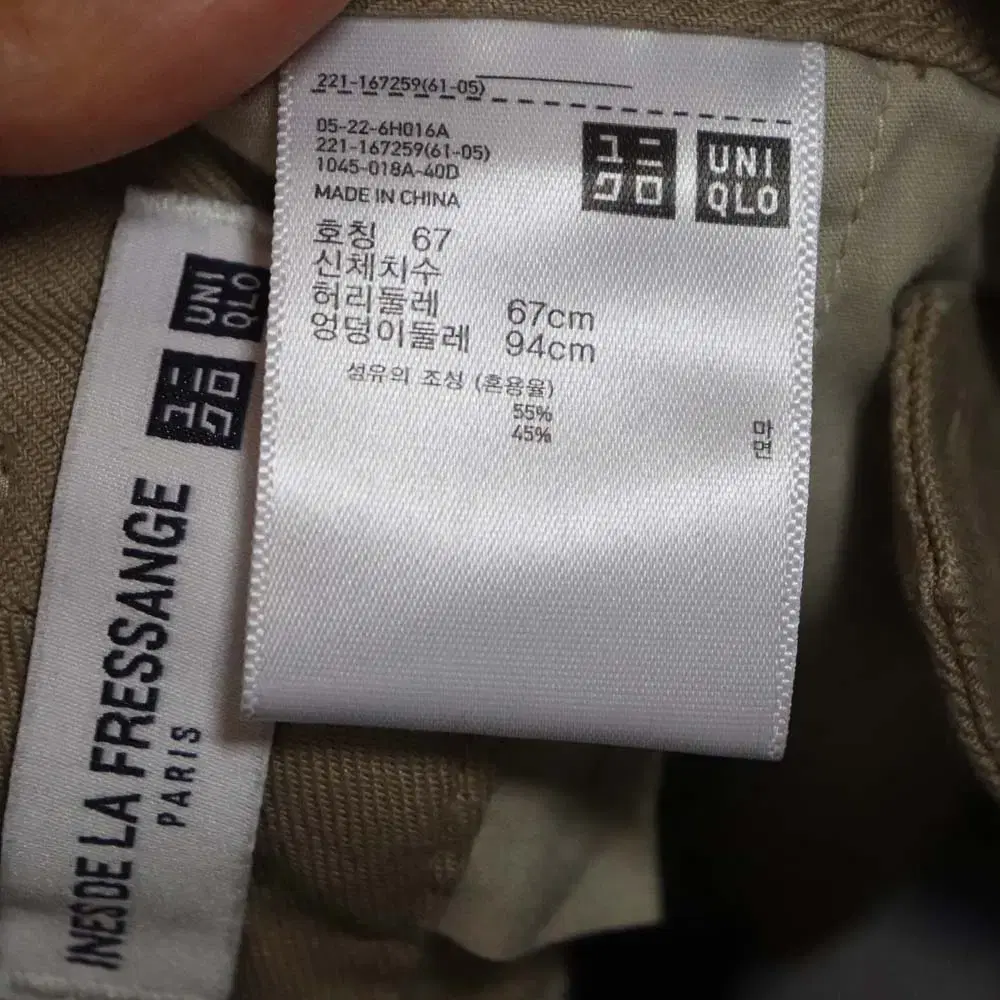 221-167259(61-05)
05-22-6H016A
221-167259(61-05)
1045-018A-40D
MADE IN CHINA
ユニ
クロ
UNI
QLO
호칭 67
신체치수
허리둘레 67cm
엉덩이둘레 94cm
섬유의 조성 (혼용율)
55% 마
45% 면
UNI
QLO
ユニ
クロ
INES DE LA FRESSANGE
PARIS